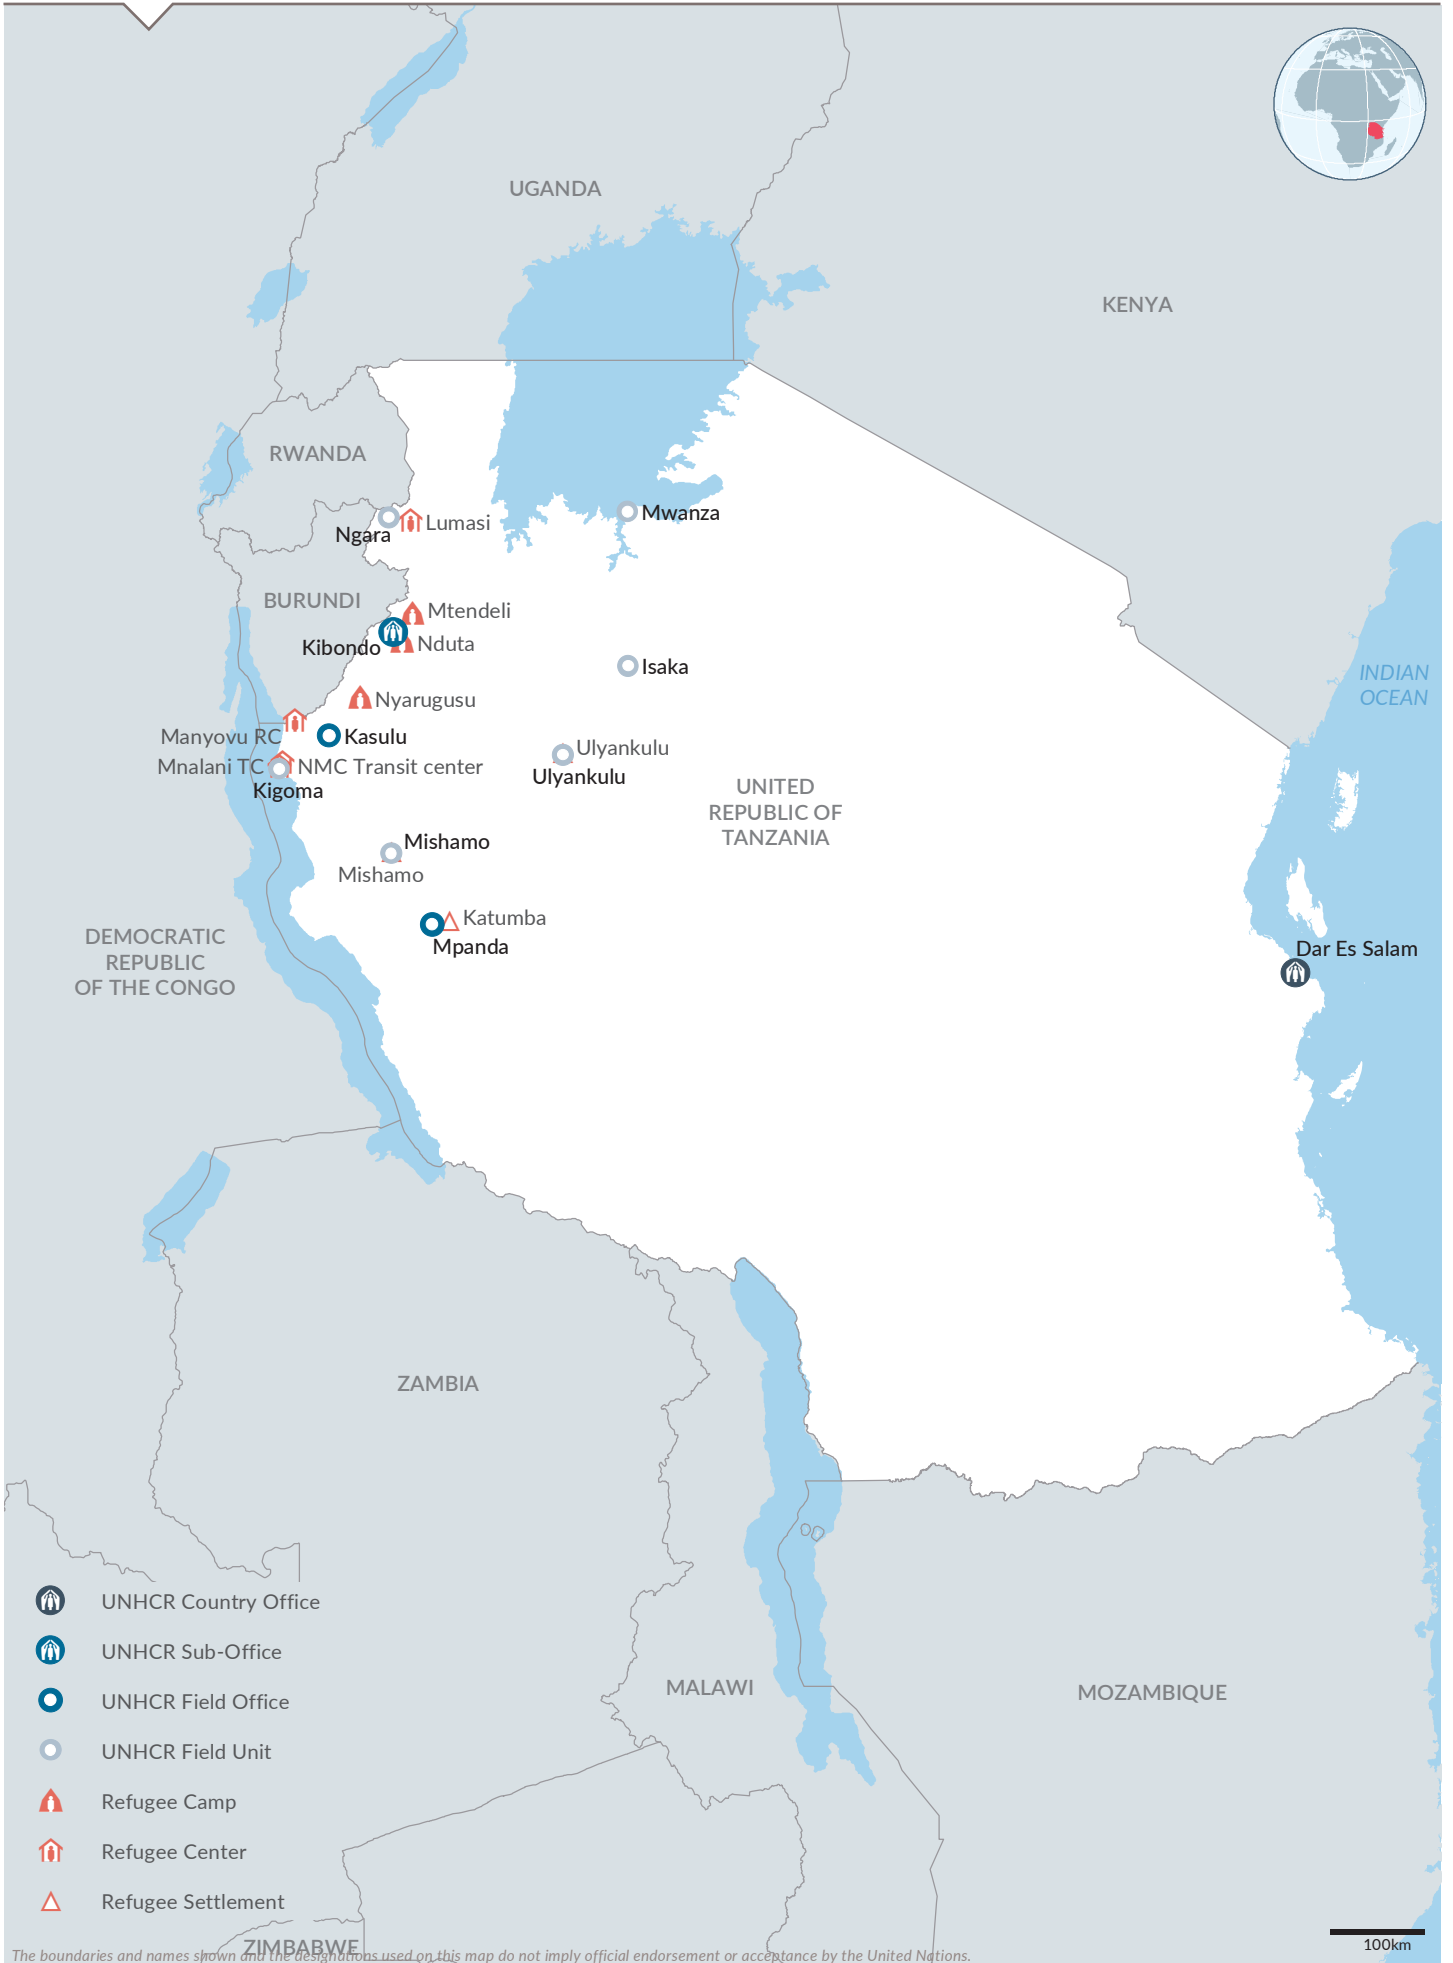 UGANDA
KENYA
RWANDA
Ngara
Lumasi
Mwanza
BURUNDI
Mtendeli
Kibondo
Nduta
Isaka
INDIAN
OCEAN
Nyarugusu
Manyovu RC
Kasulu
Mnalani TC
NMC Transit center
Kigoma
Ulyankulu
Ulyankulu
UNITED
REPUBLIC OF
TANZANIA
Mishamo
Mishamo
Katumba
Mpanda
DEMOCRATIC
REPUBLIC
OF THE CONGO
Dar Es Salam
ZAMBIA
MALAWI
MOZAMBIQUE
UNHCR Country Office
UNHCR Sub-Office
UNHCR Field Office
UNHCR Field Unit
Refugee Camp
Refugee Center
Refugee Settlement
ZIMBABWE
100km
The boundaries and names shown and the designations used on this map do not imply official endorsement or acceptance by the United Nations.